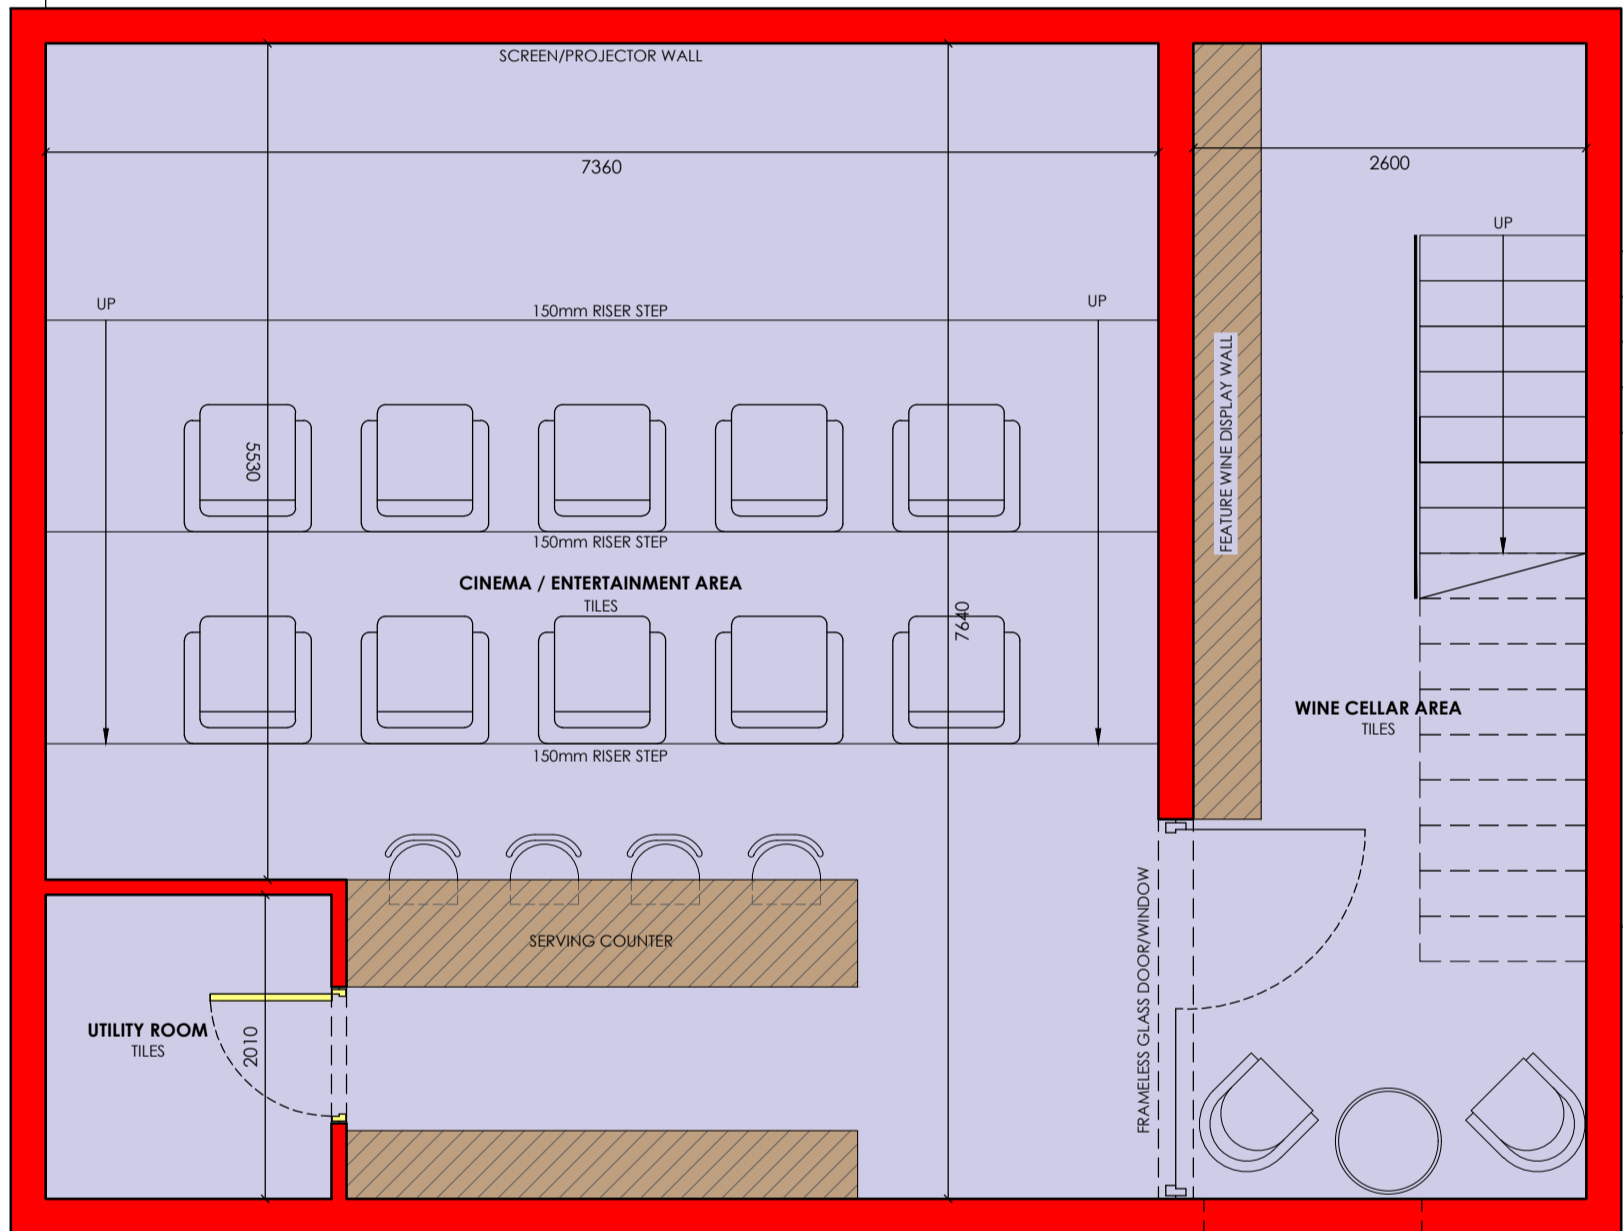 SCREEN/PROJECTOR WALL
7360
2600
UP
UP
150mm RISER STEP
UP
5530
FEATURE WINE DISPLAY WALL
150mm RISER STEP
CINEMA / ENTERTAINMENT AREA
TILES
7640
WINE CELLAR AREA
TILES
150mm RISER STEP
SERVING COUNTER
FRAMELESS GLASS DOOR/WINDOW
UTILITY ROOM
TILES
2010